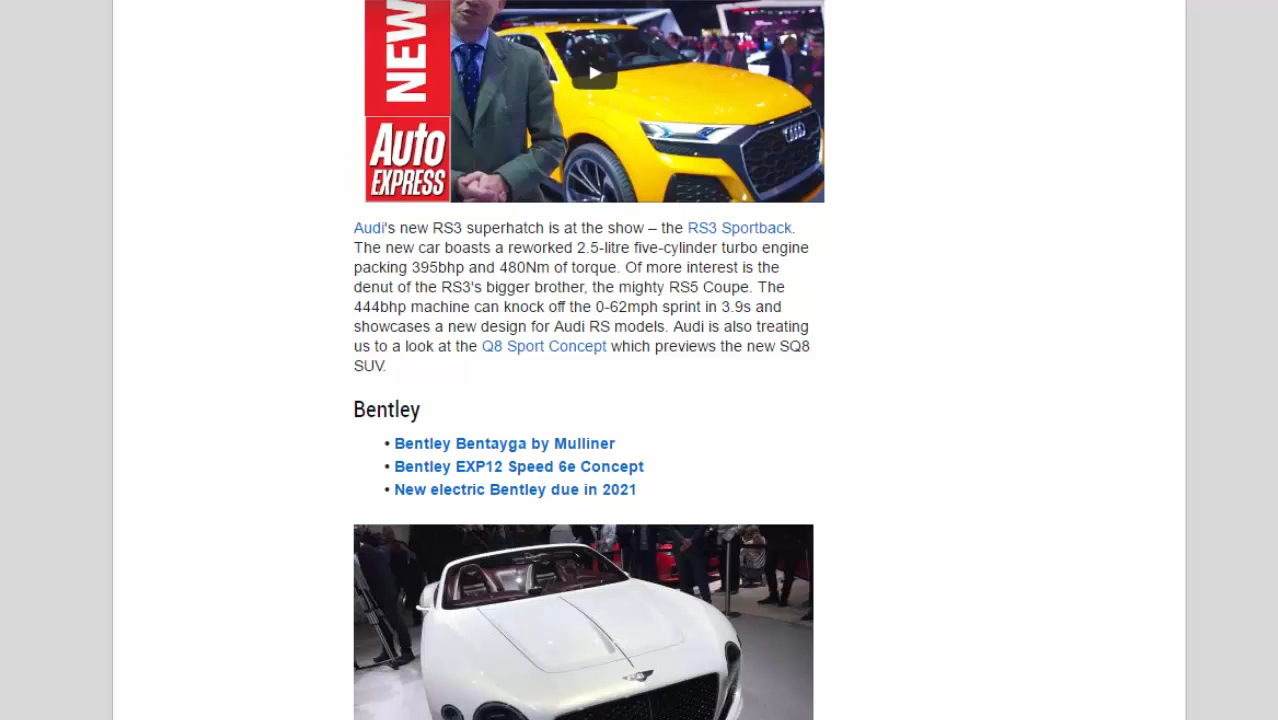 NEW
Auto
EXPRESS
Audi's new RS3 superhatch is at the show – the RS3 Sportback.
The new car boasts a reworked 2.5-litre five-cylinder turbo engine
packing 395bhp and 480Nm of torque. Of more interest is the
denut of the RS3's bigger brother, the mighty RS5 Coupe. The
444bhp machine can knock off the 0-62mph sprint in 3.9s and
showcases a new design for Audi RS models. Audi is also treating
us to a look at the Q8 Sport Concept which previews the new SQ8
SUV.
Bentley
• Bentley Bentayga by Mulliner
• Bentley EXP12 Speed 6e Concept
• New electric Bentley due in 2021